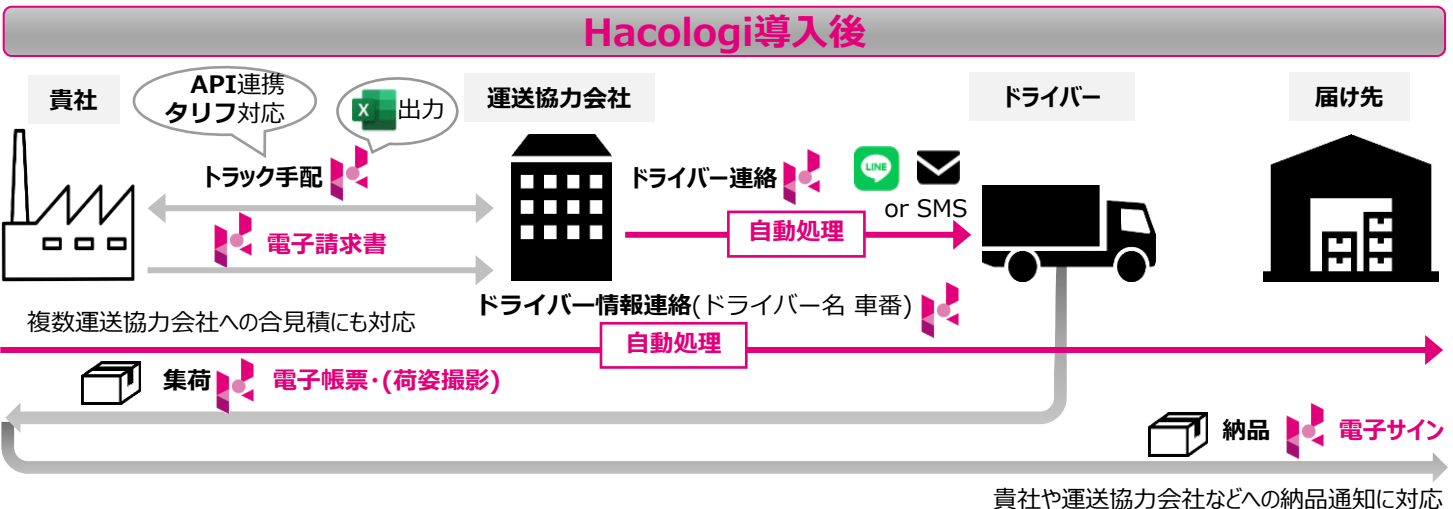 Hacologi導入後
貴社
API連携
タリフ対応
X
出力
運送協力会社
ドライバー
届け先
トラック手配
ドライバー連絡
LINE
or SMS
自動処理
電子請求書
ドライバー情報連絡(ドライバー名 車番)
複数運送協力会社への合見積にも対応
自動処理
集荷
電子帳票・(荷姿撮影)
納品
電子サイン
貴社や運送協力会社などへの納品通知に対応